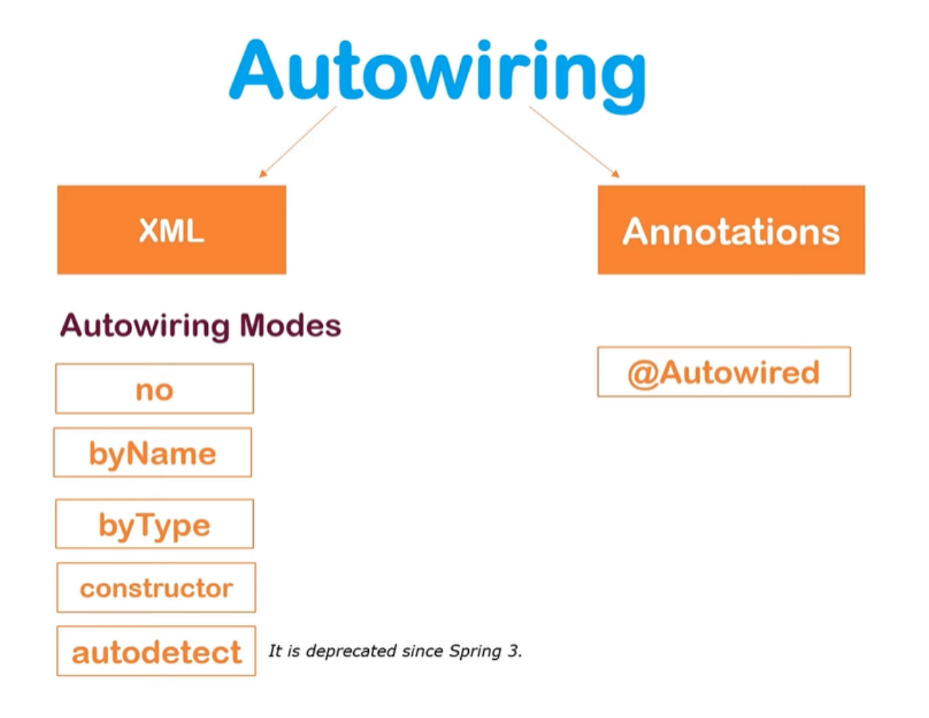 Autowiring
XML
Annotations
Autowiring Modes
@Autowired
no
byName
byType
constructor
autodetect
It is deprecated since Spring 3.